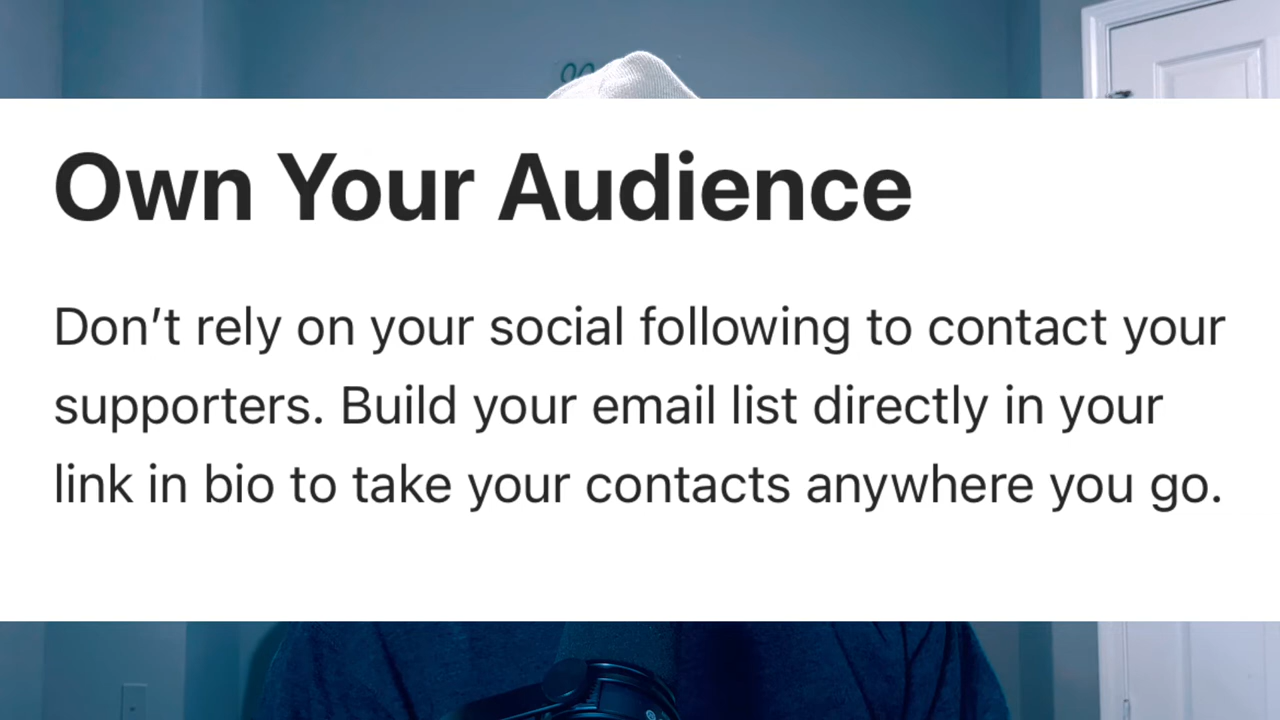 Own Your Audience
Don’t rely on your social following to contact your
supporters. Build your email list directly in your
link in bio to take your contacts anywhere you go.